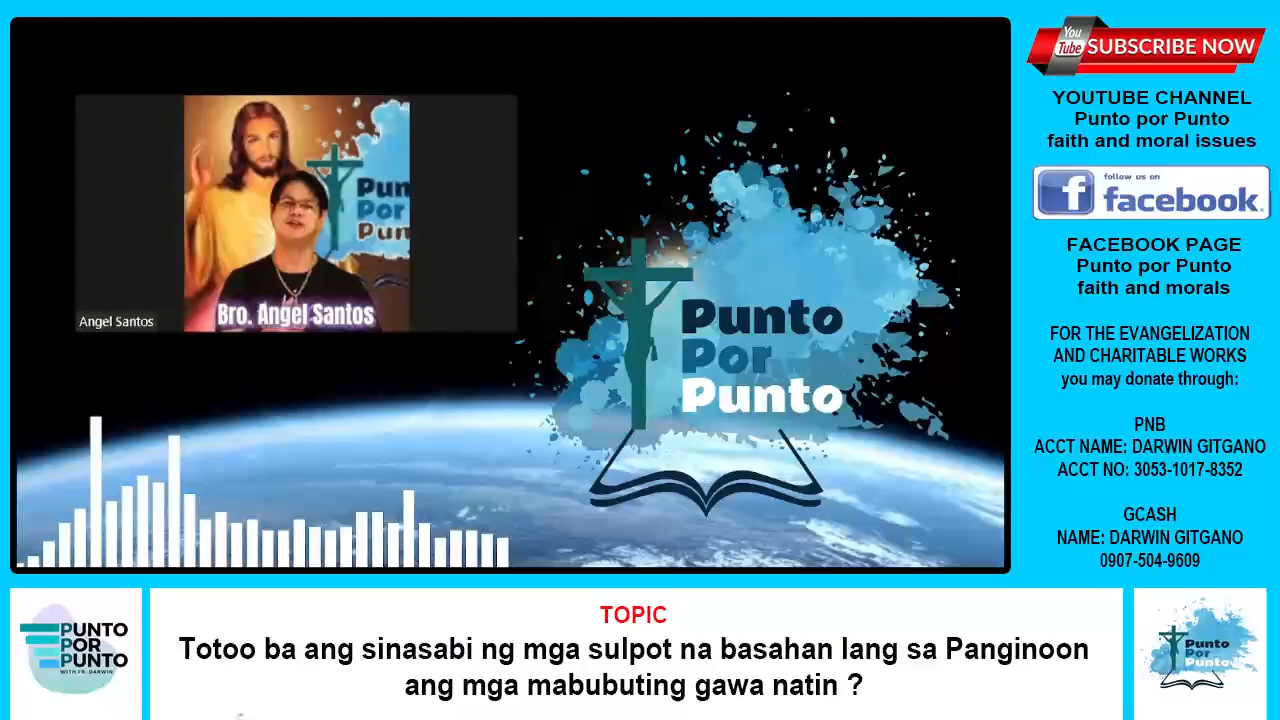 Pun
Por
Pun
Bro. Angel Santos
Angel Santos
Punto
Por
Punto
You
Tube
SUBSCRIBE NOW
YOUTUBE CHANNEL
Punto por Punto
faith and moral issues
follow us on
facebook.
FACEBOOK PAGE
Punto por Punto
faith and morals
FOR THE EVANGELIZATION
AND CHARITABLE WORKS
you may donate through:
PNB
ACCT NAME: DARWIN GITGANO
ACCT NO: 3053-1017-8352
GCASH
NAME: DARWIN GITGANO
0907-504-9609
PUNTO
POR
PUNTO
WITH FR. DARWIN
TOPIC
Totoo ba ang sinasabi ng mga sulpot na basahan lang sa Panginoon
ang mga mabubuting gawa natin ?
Punto
Por
Punto